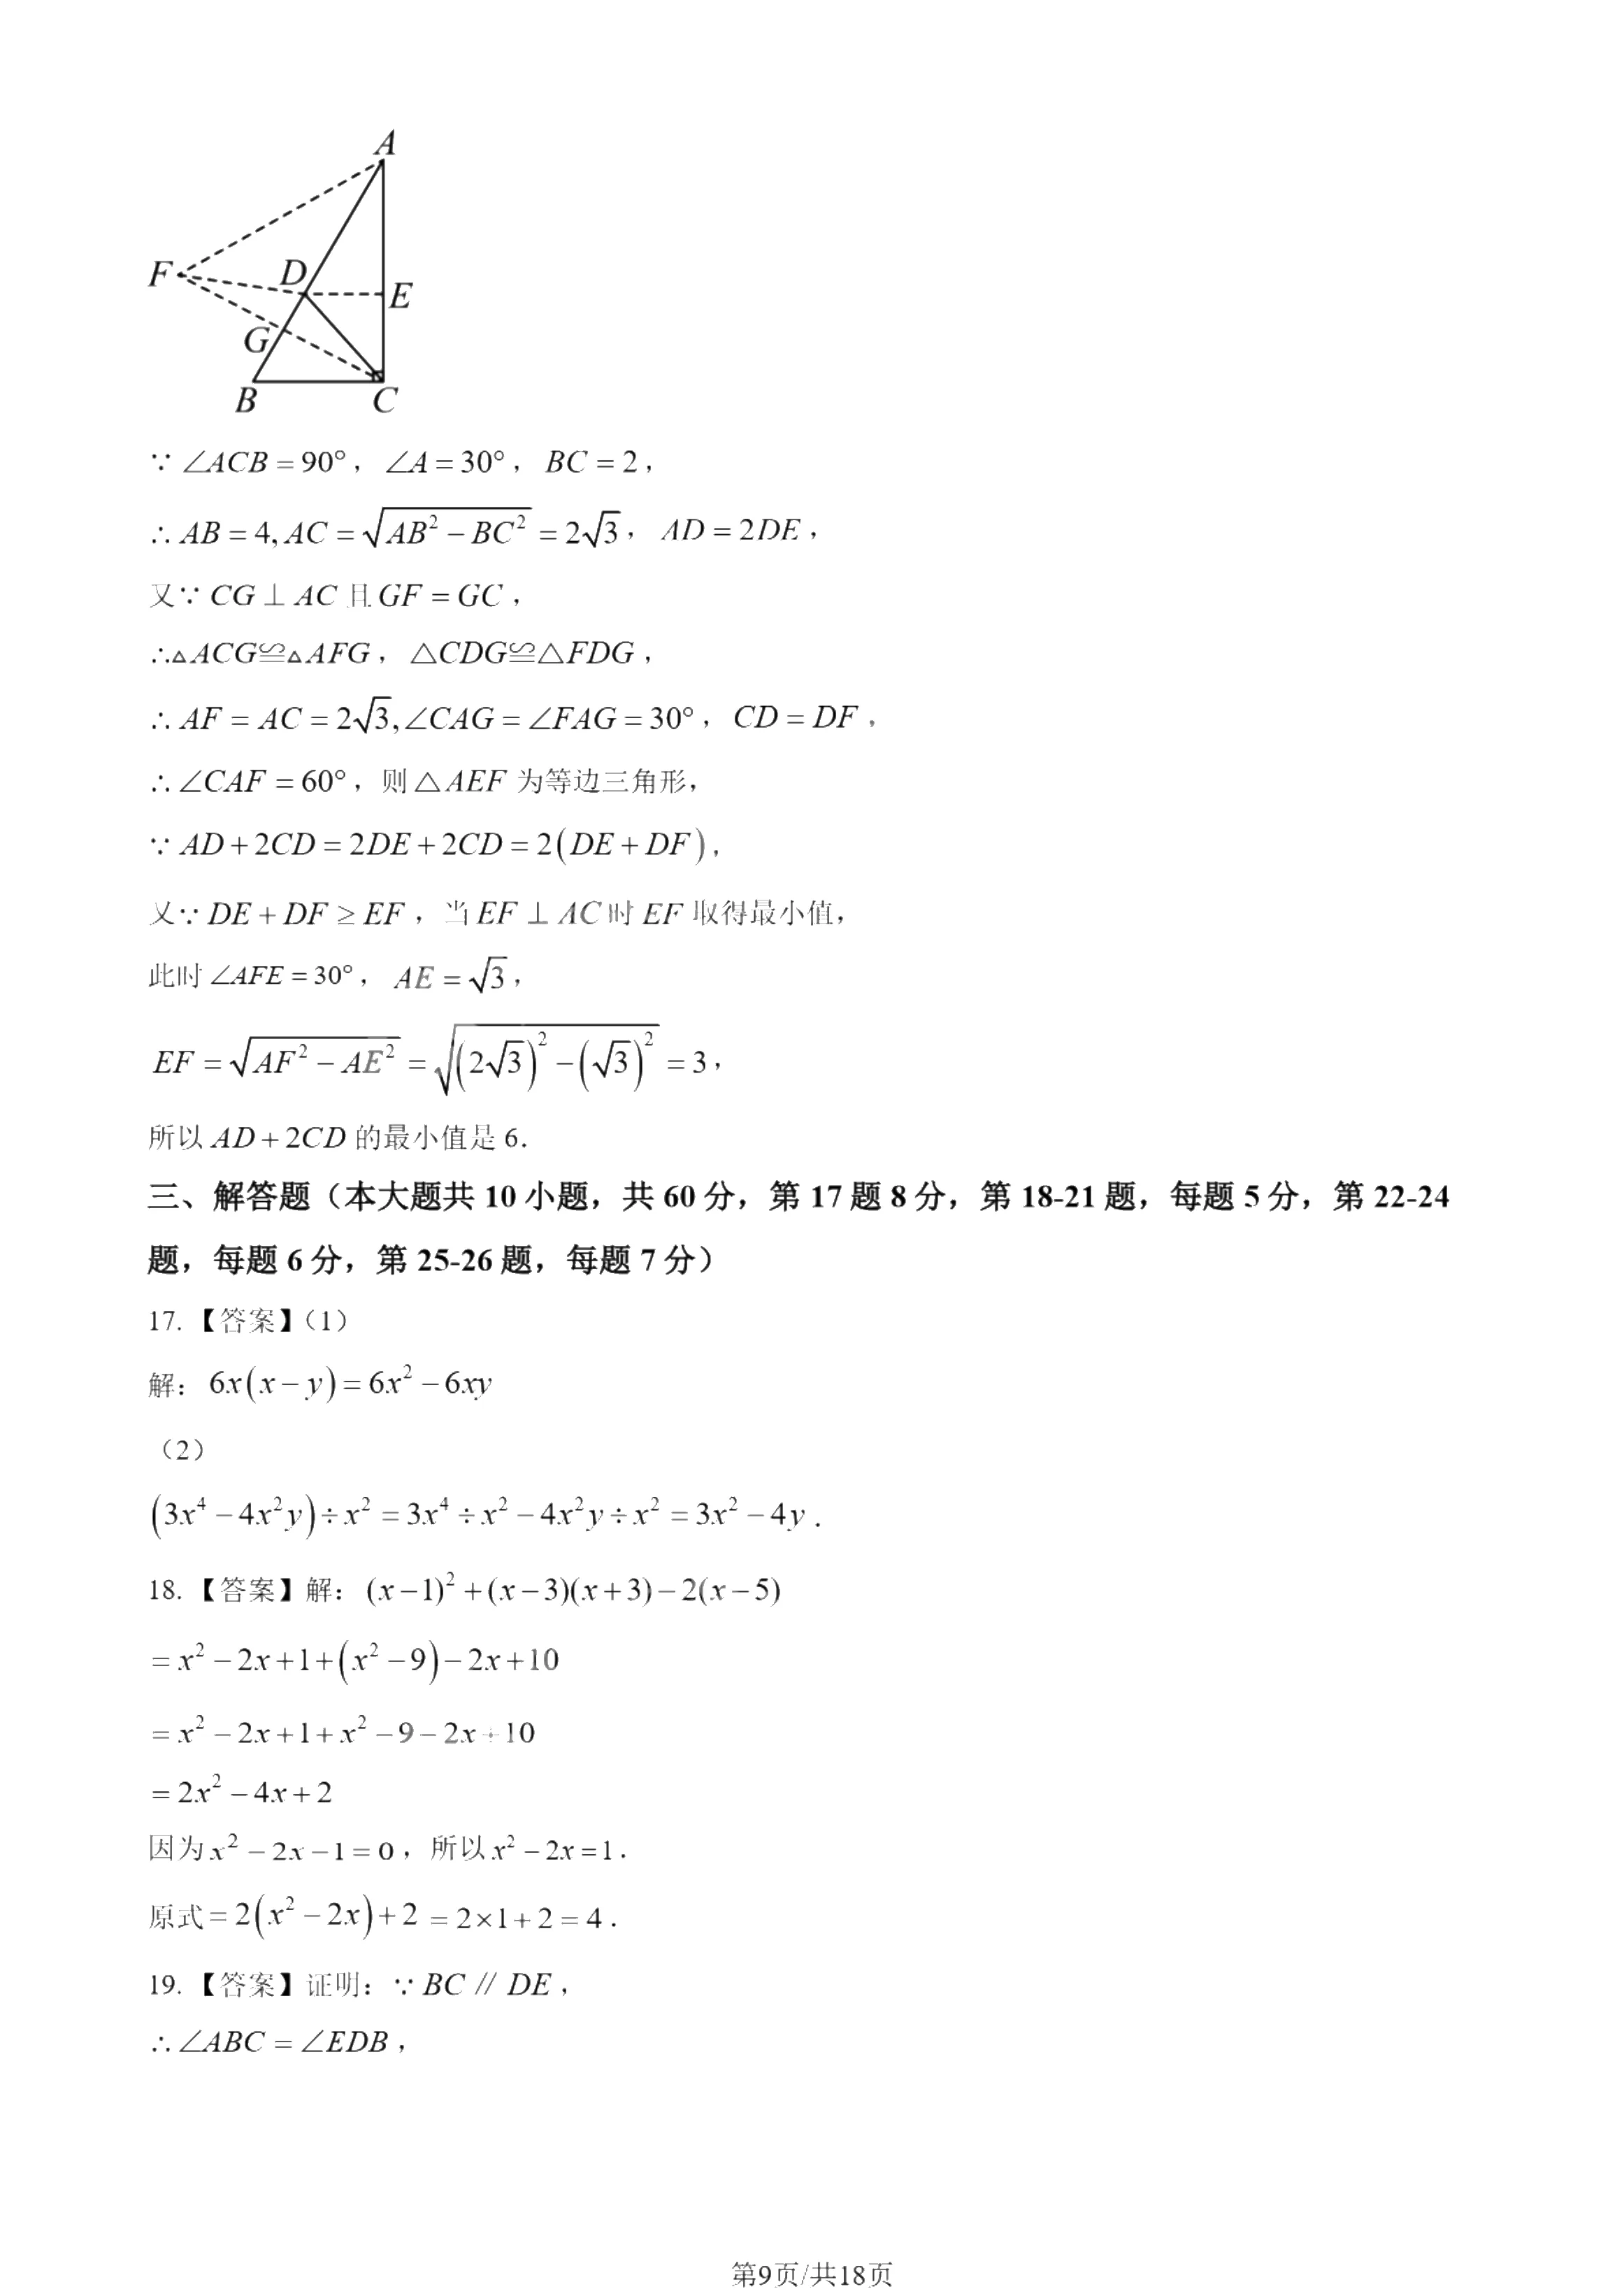 A
F
D
E
G
B
C
∵ ∠ACB = 90°, ∠A = 30°, BC = 2,
∴ AB = 4, AC = √(AB² − BC²) = 2√3, AD = 2DE,
又∵ CG ⊥ AC 且 GF = GC,
∴△ACG≌△AFG, △CDG≌△FDG,
∴ AF = AC = 2√3, ∠CAG = ∠FAG = 30°, CD = DF,
∴ ∠CAF = 60°, 则 △AEF 为等边三角形,
∵ AD + 2CD = 2DE + 2CD = 2(DE + DF),
又∵ DE + DF ≥ EF, 当 EF ⊥ AC 时 EF 取得最小值,
此时 ∠AFE = 30°, AE = √3,
EF = √(AF² − AE²) = √((2√3)² − (√3)²) = 3,
所以 AD + 2CD 的最小值是 6.
三、解答题（本大题共 10 小题，共 60 分，第 17 题 8 分，第 18-21 题，每题 5 分，第 22-24
题，每题 6 分，第 25-26 题，每题 7 分）
17. 【答案】（1）
解：6x(x − y) = 6x² − 6xy
（2）
(3x⁴ − 4x²y) ÷ x² = 3x⁴ ÷ x² − 4x²y ÷ x² = 3x² − 4y .
18. 【答案】解：(x−1)² + (x−3)(x+3) − 2(x−5)
= x² − 2x + 1 + (x² − 9) − 2x + 10
= x² − 2x + 1 + x² − 9 − 2x + 10
= 2x² − 4x + 2
因为 x² − 2x − 1 = 0，所以 x² − 2x = 1 .
原式 = 2(x² − 2x) + 2 = 2×1 + 2 = 4 .
19. 【答案】证明：∵ BC ∥ DE,
∴ ∠ABC = ∠EDB,
第9页/共18页